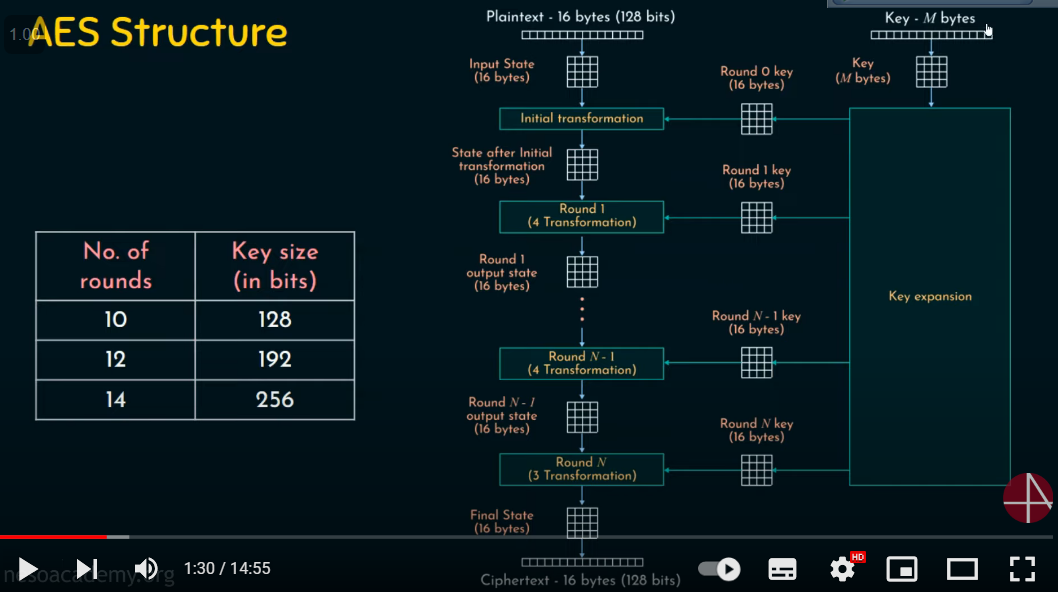 1.00
AES Structure
Plaintext - 16 bytes (128 bits)
Key - M bytes
Input State
(16 bytes)
Round 0 key
(16 bytes)
Key
(M bytes)
Initial transformation
State after Initial
transformation
(16 bytes)
Round 1 key
(16 bytes)
Round 1
(4 Transformation)
No. of
rounds
Key size
(in bits)
10
128
12
192
14
256
Round 1
output state
(16 bytes)
Key expansion
Round N - 1 key
(16 bytes)
Round N - 1
(4 Transformation)
Round N - 1
output state
(16 bytes)
Round N key
(16 bytes)
Round N
(3 Transformation)
Final State
(16 bytes)
Ciphertext - 16 bytes (128 bits)
nesoacademy.org
1:30 / 14:55
HD